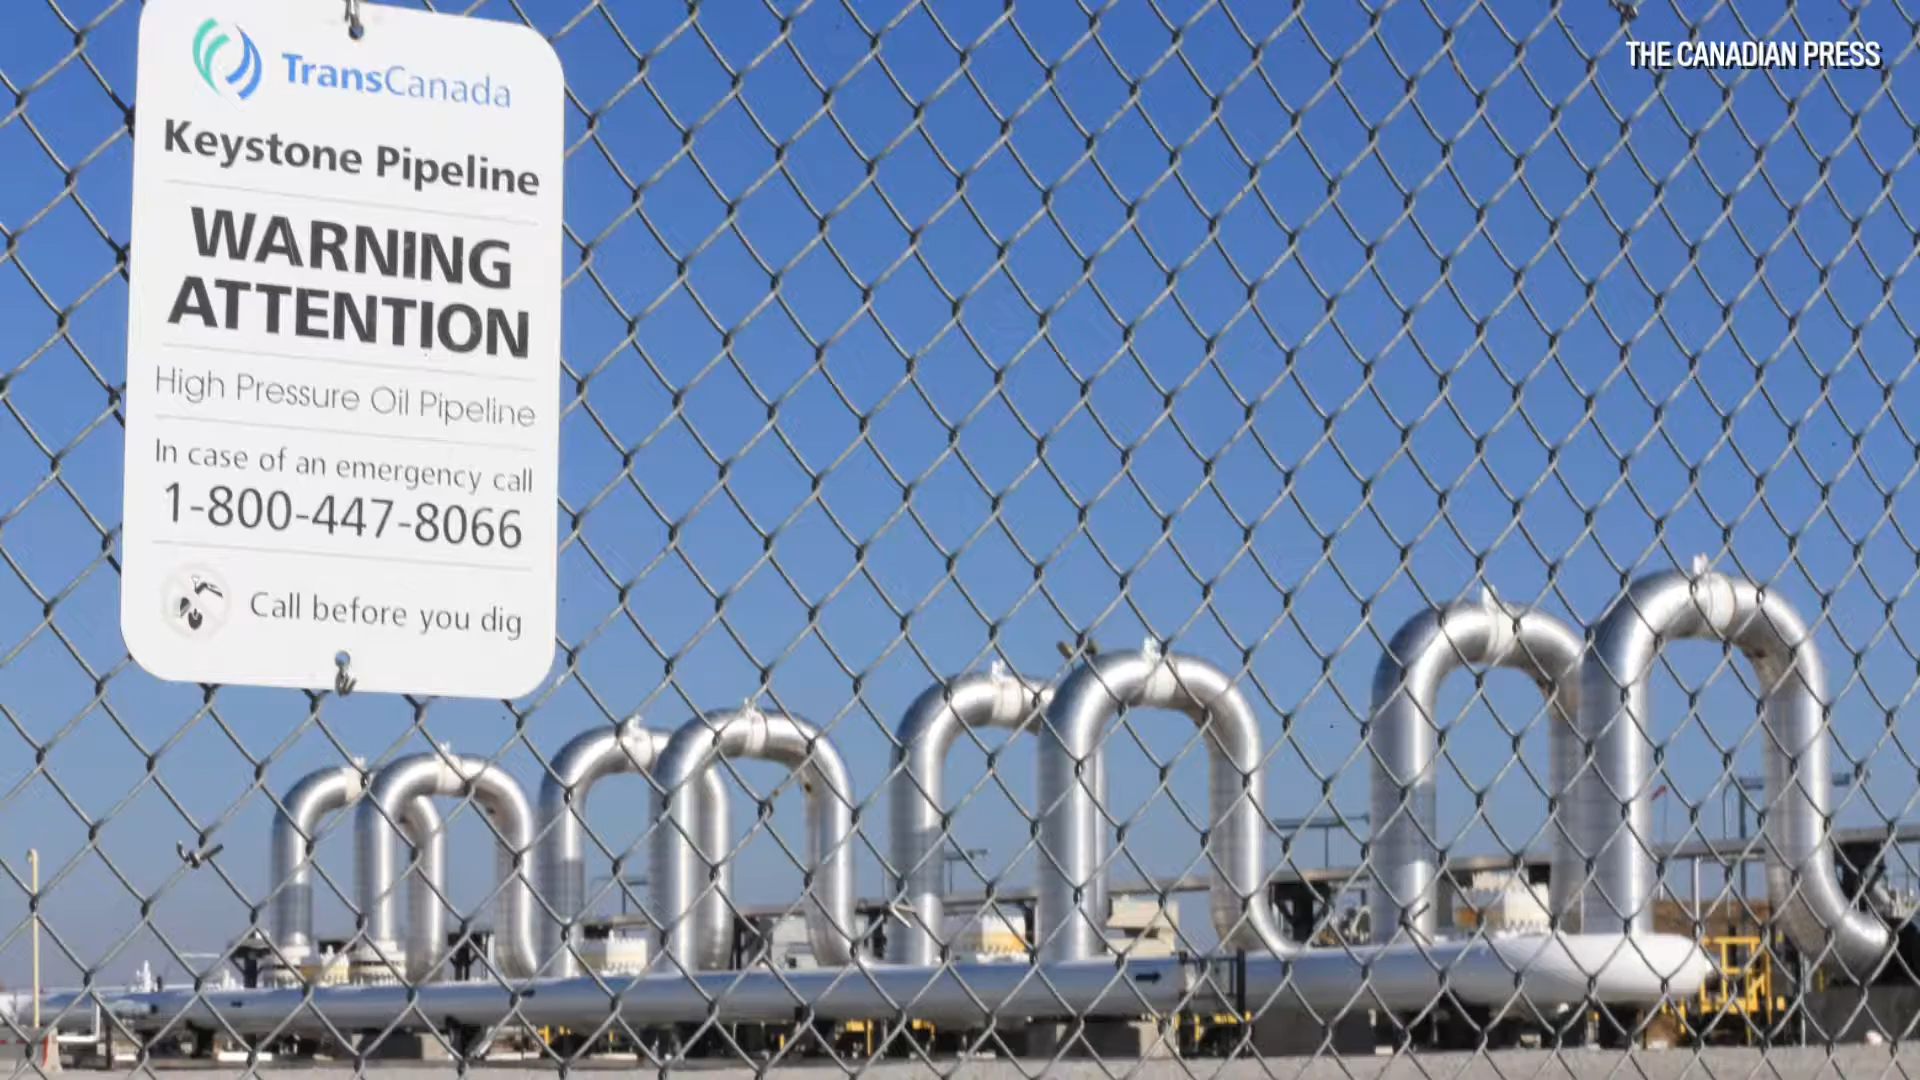 THE CANADIAN PRESS
TransCanada
Keystone Pipeline
WARNING
ATTENTION
High Pressure Oil Pipeline
In case of an emergency call
1-800-447-8066
Call before you dig